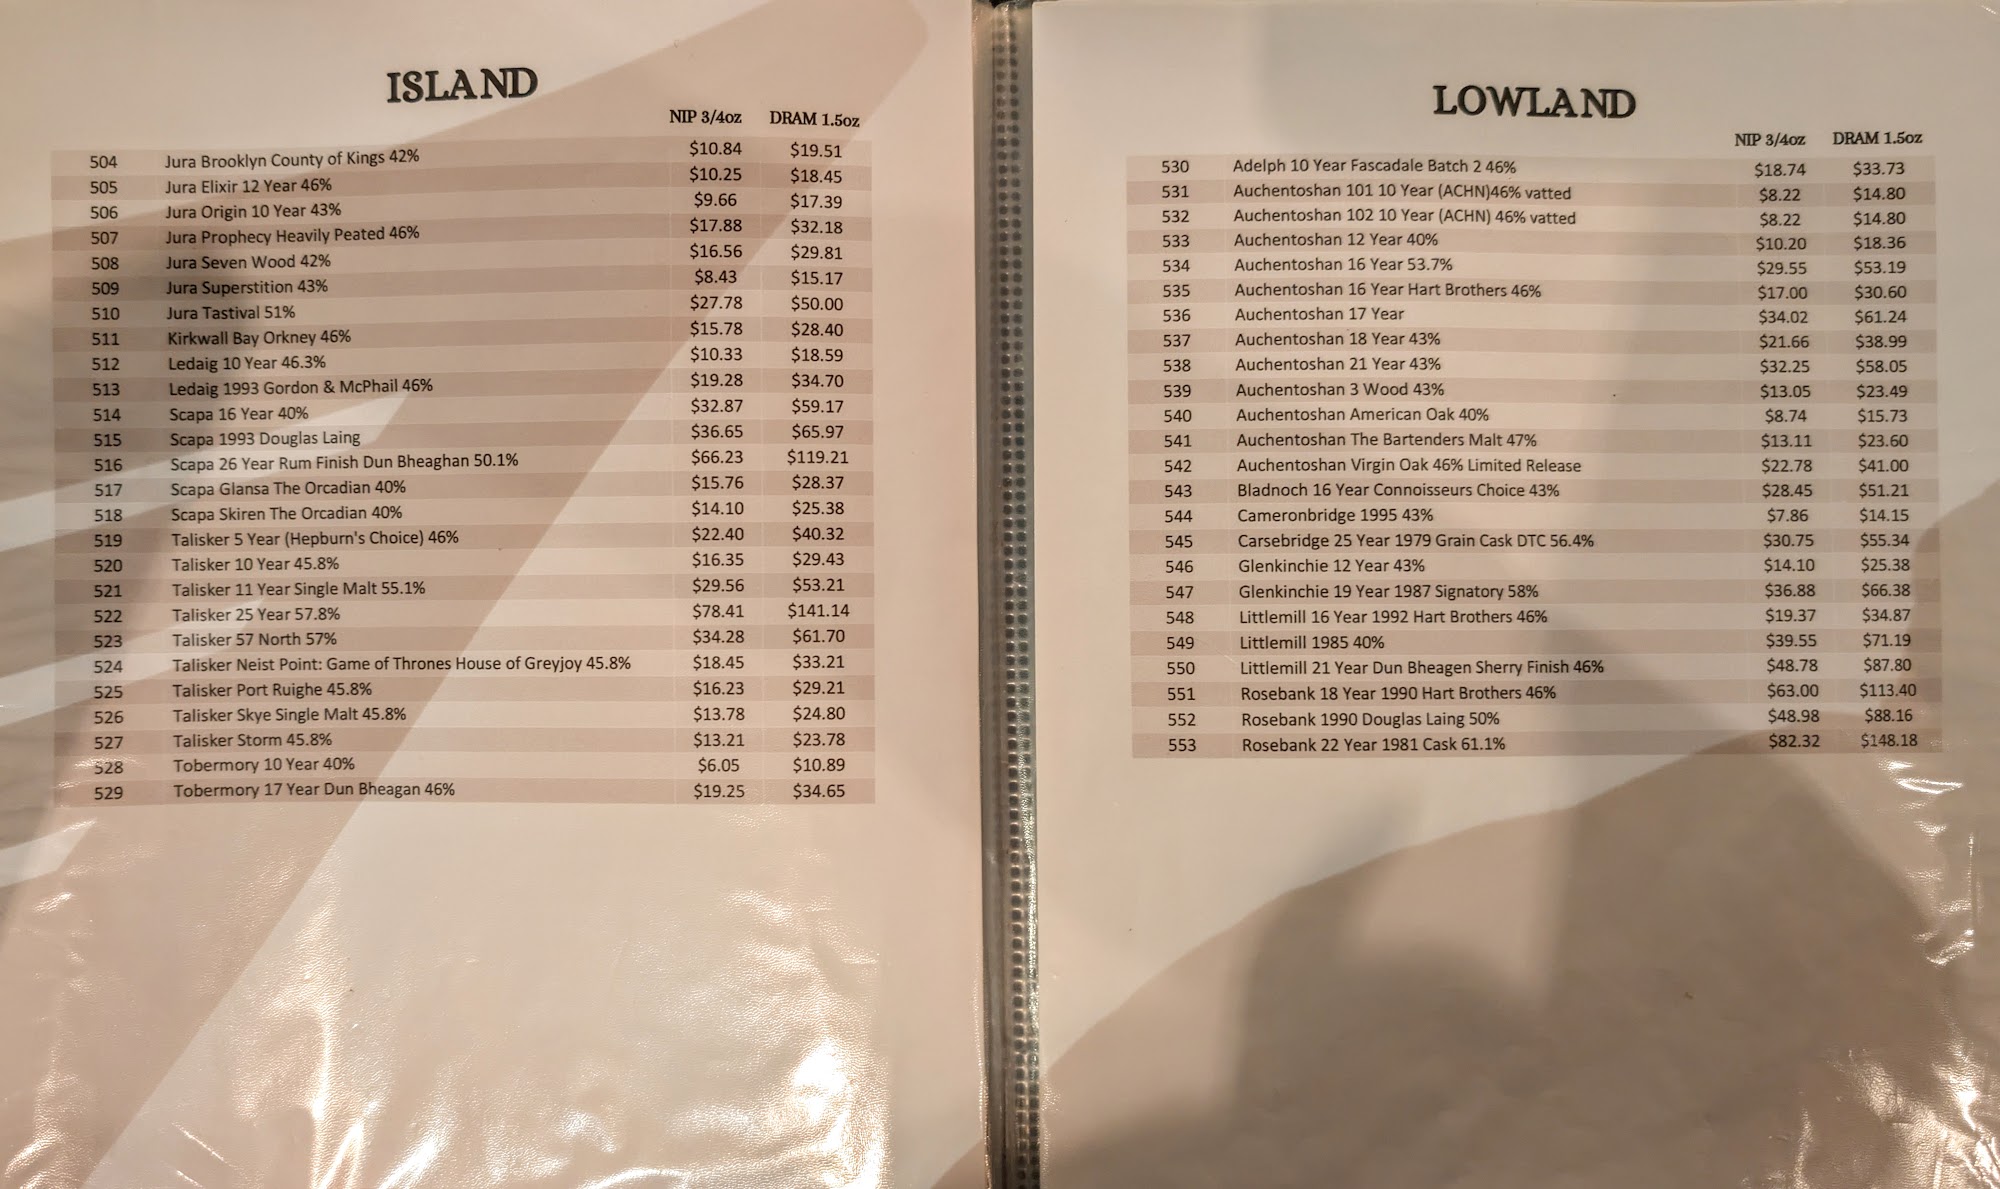 ISLAND
NIP 3/4oz DRAM 1.5oz
504 Jura Brooklyn County of Kings 42% $10.84 $19.51
505 Jura Elixir 12 Year 46% $10.25 $18.45
506 Jura Origin 10 Year 43% $9.66 $17.39
507 Jura Prophecy Heavily Peated 46% $17.88 $32.18
508 Jura Seven Wood 42% $16.56 $29.81
509 Jura Superstition 43% $8.43 $15.17
510 Jura Tastival 51% $27.78 $50.00
511 Kirkwall Bay Orkney 46% $15.78 $28.40
512 Ledaig 10 Year 46.3% $10.33 $18.59
513 Ledaig 1993 Gordon & McPhail 46% $19.28 $34.70
514 Scapa 16 Year 40% $32.87 $59.17
515 Scapa 1993 Douglas Laing $36.65 $65.97
516 Scapa 26 Year Rum Finish Dun Bheaghan 50.1% $66.23 $119.21
517 Scapa Glansa The Orcadian 40% $15.76 $28.37
518 Scapa Skiren The Orcadian 40% $14.10 $25.38
519 Talisker 5 Year (Hepburn's Choice) 46% $22.40 $40.32
520 Talisker 10 Year 45.8% $16.35 $29.43
521 Talisker 11 Year Single Malt 55.1% $29.56 $53.21
522 Talisker 25 Year 57.8% $78.41 $141.14
523 Talisker 57 North 57% $34.28 $61.70
524 Talisker Neist Point: Game of Thrones House of Greyjoy 45.8% $18.45 $33.21
525 Talisker Port Ruighe 45.8% $16.23 $29.21
526 Talisker Skye Single Malt 45.8% $13.78 $24.80
527 Talisker Storm 45.8% $13.21 $23.78
528 Tobermory 10 Year 40% $6.05 $10.89
529 Tobermory 17 Year Dun Bheagan 46% $19.25 $34.65
LOWLAND
NIP 3/4oz DRAM 1.5oz
530 Adelph 10 Year Fascadale Batch 2 46% $18.74 $33.73
531 Auchentoshan 101 10 Year (ACHN)46% vatted $8.22 $14.80
532 Auchentoshan 102 10 Year (ACHN) 46% vatted $8.22 $14.80
533 Auchentoshan 12 Year 40% $10.20 $18.36
534 Auchentoshan 16 Year 53.7% $29.55 $53.19
535 Auchentoshan 16 Year Hart Brothers 46% $17.00 $30.60
536 Auchentoshan 17 Year $34.02 $61.24
537 Auchentoshan 18 Year 43% $21.66 $38.99
538 Auchentoshan 21 Year 43% $32.25 $58.05
539 Auchentoshan 3 Wood 43% $13.05 $23.49
540 Auchentoshan American Oak 40% $8.74 $15.73
541 Auchentoshan The Bartenders Malt 47% $13.11 $23.60
542 Auchentoshan Virgin Oak 46% Limited Release $22.78 $41.00
543 Bladnoch 16 Year Connoisseurs Choice 43% $28.45 $51.21
544 Cameronbridge 1995 43% $7.86 $14.15
545 Carsebridge 25 Year 1979 Grain Cask DTC 56.4% $30.75 $55.34
546 Glenkinchie 12 Year 43% $14.10 $25.38
547 Glenkinchie 19 Year 1987 Signatory 58% $36.88 $66.38
548 Littlemill 16 Year 1992 Hart Brothers 46% $19.37 $34.87
549 Littlemill 1985 40% $39.55 $71.19
550 Littlemill 21 Year Dun Bheagen Sherry Finish 46% $48.78 $87.80
551 Rosebank 18 Year 1990 Hart Brothers 46% $63.00 $113.40
552 Rosebank 1990 Douglas Laing 50% $48.98 $88.16
553 Rosebank 22 Year 1981 Cask 61.1% $82.32 $148.18